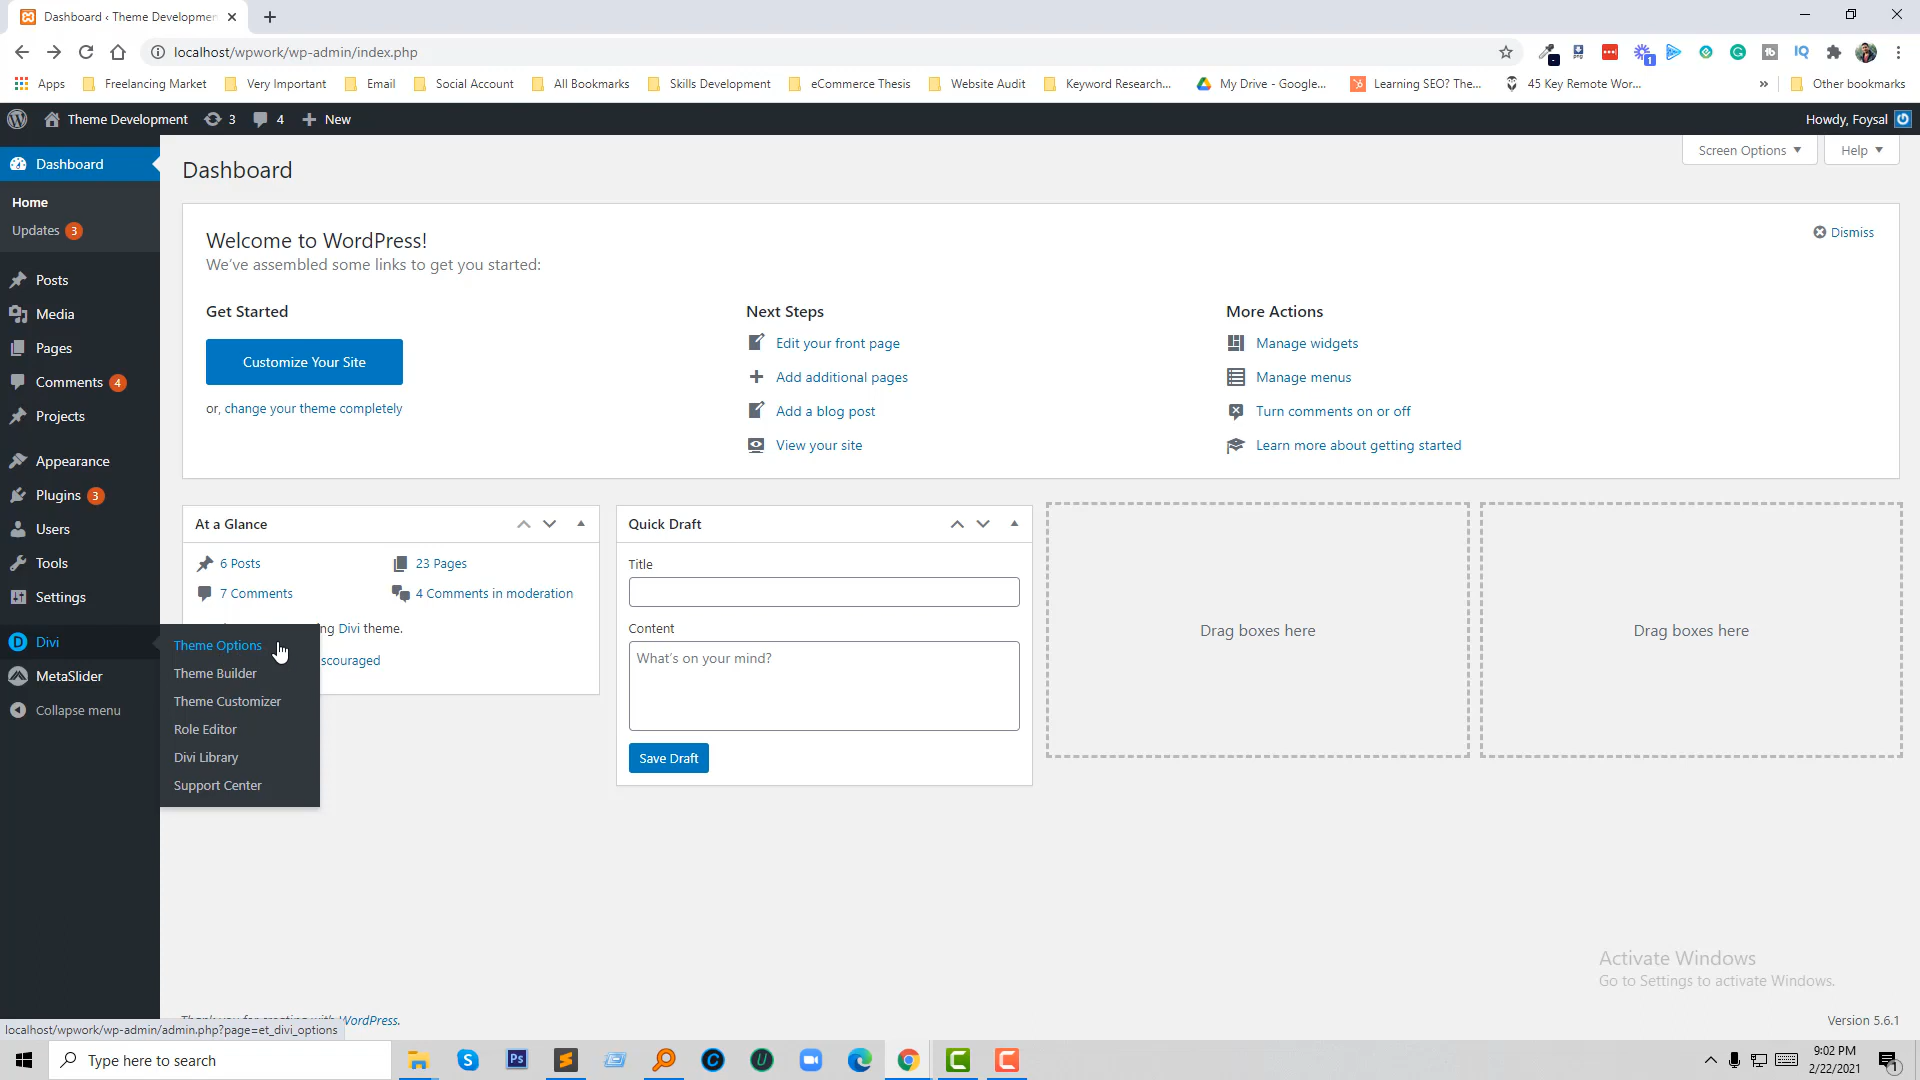 Dashboard ‹ Theme Developmen
localhost/wpwork/wp-admin/index.php
Apps Freelancing Market Very Important Email Social Account All Bookmarks Skills Development eCommerce Thesis Website Audit Keyword Research... My Drive - Google... Learning SEO? The... 45 Key Remote Wor... » Other bookmarks
Theme Development 3 4 + New Howdy, Foysal
Dashboard
Home
Updates 3
Posts
Media
Pages
Comments 4
Projects
Appearance
Plugins 3
Users
Tools
Settings
Divi
MetaSlider
Collapse menu
Theme Options
Theme Builder
Theme Customizer
Role Editor
Divi Library
Support Center
Dashboard
Screen Options Help
Welcome to WordPress!
We've assembled some links to get you started:
Dismiss
Get Started
Customize Your Site
or, change your theme completely
Next Steps
Edit your front page
Add additional pages
Add a blog post
View your site
More Actions
Manage widgets
Manage menus
Turn comments on or off
Learn more about getting started
At a Glance
6 Posts 23 Pages
7 Comments 4 Comments in moderation
ng Divi theme.
scouraged
Quick Draft
Title
Content
What's on your mind?
Save Draft
Drag boxes here
Drag boxes here
Activate Windows
Go to Settings to activate Windows.
Thank you for creating with WordPress.
Version 5.6.1
localhost/wpwork/wp-admin/admin.php?page=et_divi_options
Type here to search
Ps
9:02 PM
2/22/2021
1